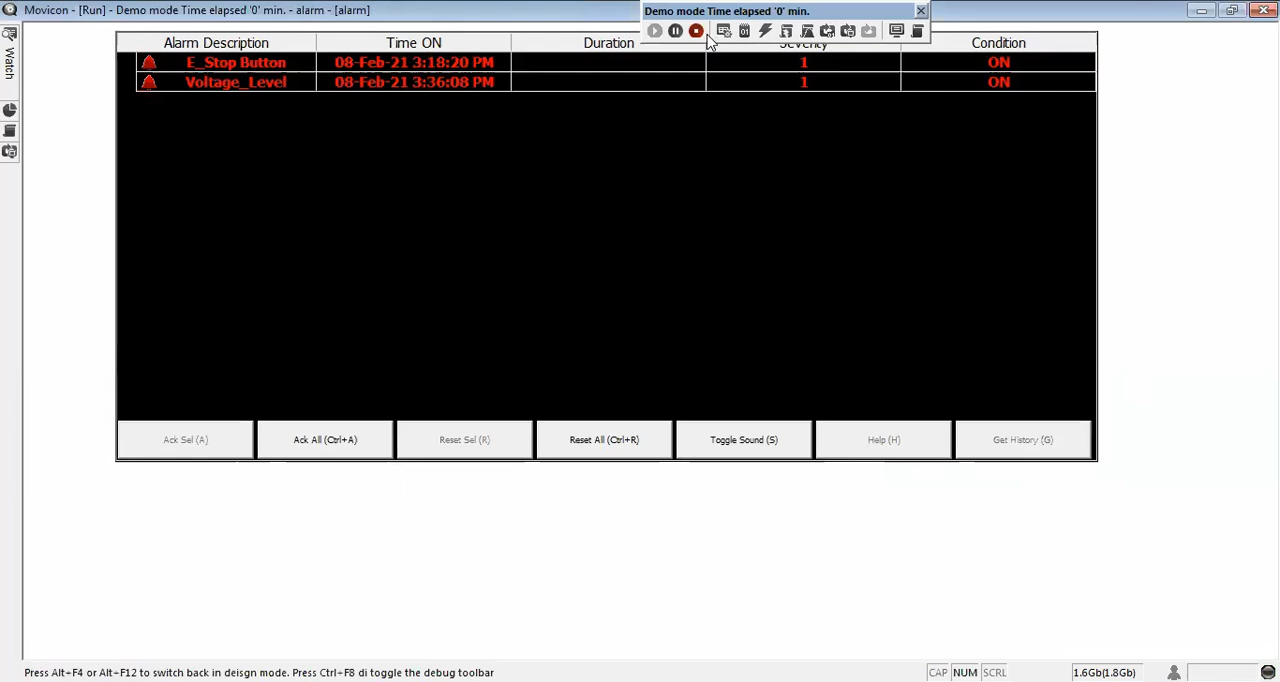 Movicon - [Run] - Demo mode Time elapsed '0' min. - alarm - [alarm]
Demo mode Time elapsed '0' min.
Watch
Alarm Description Time ON Duration Severity Condition
E_Stop Button 08-Feb-21 3:18:20 PM 1 ON
Voltage_Level 08-Feb-21 3:36:08 PM 1 ON
Ack Sel (A) Ack All (Ctrl+A) Reset Sel (R) Reset All (Ctrl+R) Toggle Sound (S) Help (H) Get History (G)
Press Alt+F4 or Alt+F12 to switch back in deisgn mode. Press Ctrl+F8 di toggle the debug toolbar
CAP NUM SCRL 1.6Gb(1.8Gb)